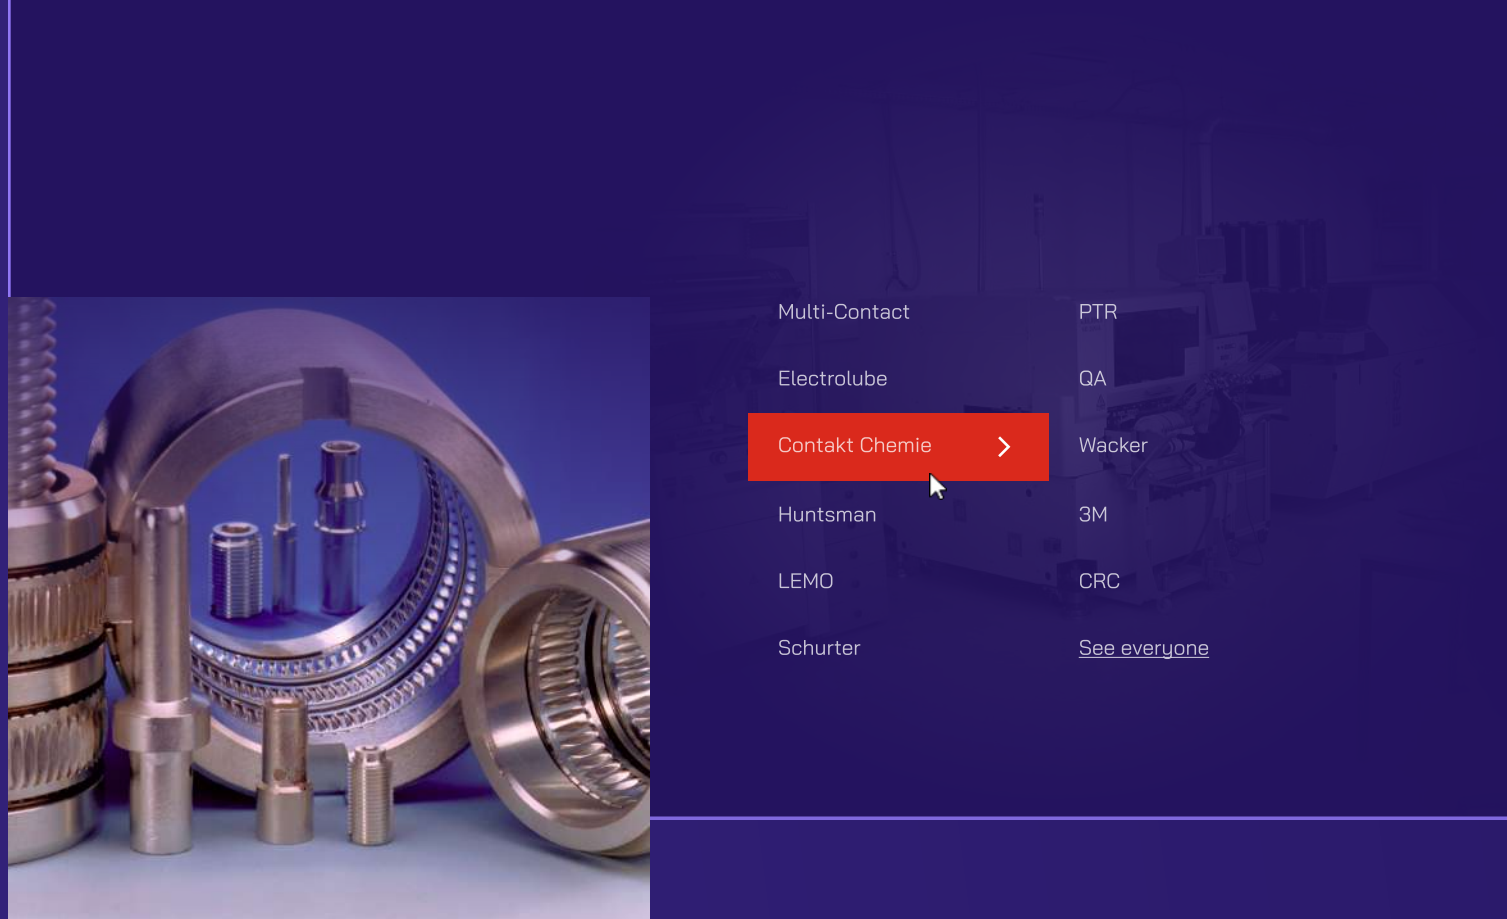 Multi-Contact
Electrolube
Contakt Chemie
Huntsman
LEMO
Schurter
PTR
QA
Wacker
3M
CRC
See everyone